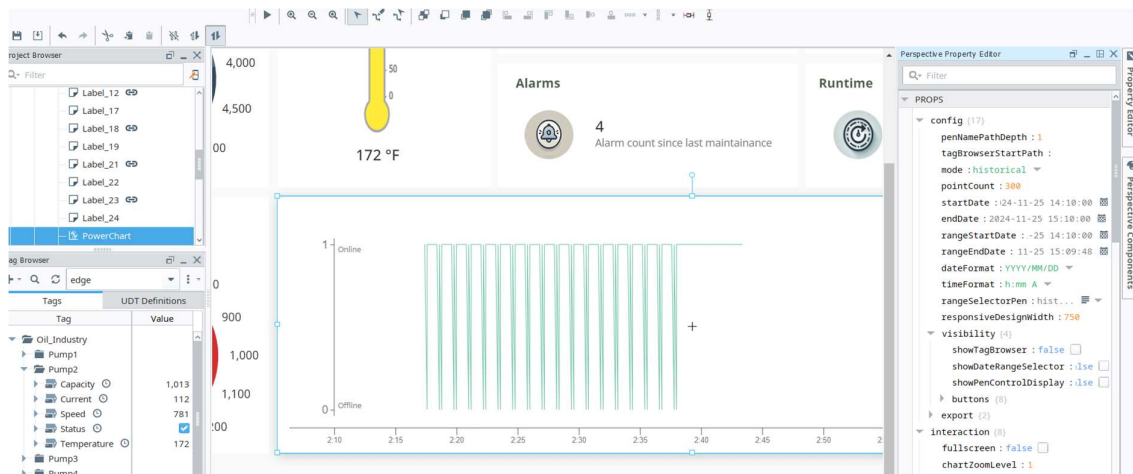 roject Browser
Filter
Label_12
Label_17
Label_18
Label_19
Label_21
Label_22
Label_23
Label_24
PowerChart
ag Browser
edge
Tags UDT Definitions
Tag Value
Oil_Industry
Pump1
Pump2
Capacity 1,013
Current 112
Speed 781
Status
Temperature 172
Pump3
Pump4
4,000
4,500
00
50
0
172 °F
Alarms
4
Alarm count since last maintainance
Runtime
0
900
1,000
1,100
200
1
Online
0
Offline
2:10 2:15 2:20 2:25 2:30 2:35 2:40 2:45 2:50 2:
Perspective Property Editor
Filter
PROPS
config {17}
penNamePathDepth : 1
tagBrowserStartPath :
mode : historical
pointCount : 300
startDate : 24-11-25 14:10:00
endDate : 2024-11-25 15:10:00
rangeStartDate : -25 14:10:00
rangeEndDate : 11-25 15:09:48
dateFormat : YYYY/MM/DD
timeFormat : h:mm A
rangeSelectorPen : hist...
responsiveDesignWidth : 750
visibility {4}
showTagBrowser : false
showDateRangeSelector : lse
showPenControlDisplay : lse
buttons {8}
export {2}
interaction {8}
fullscreen : false
chartZoomLevel : 1
Property Editor
Perspective Components